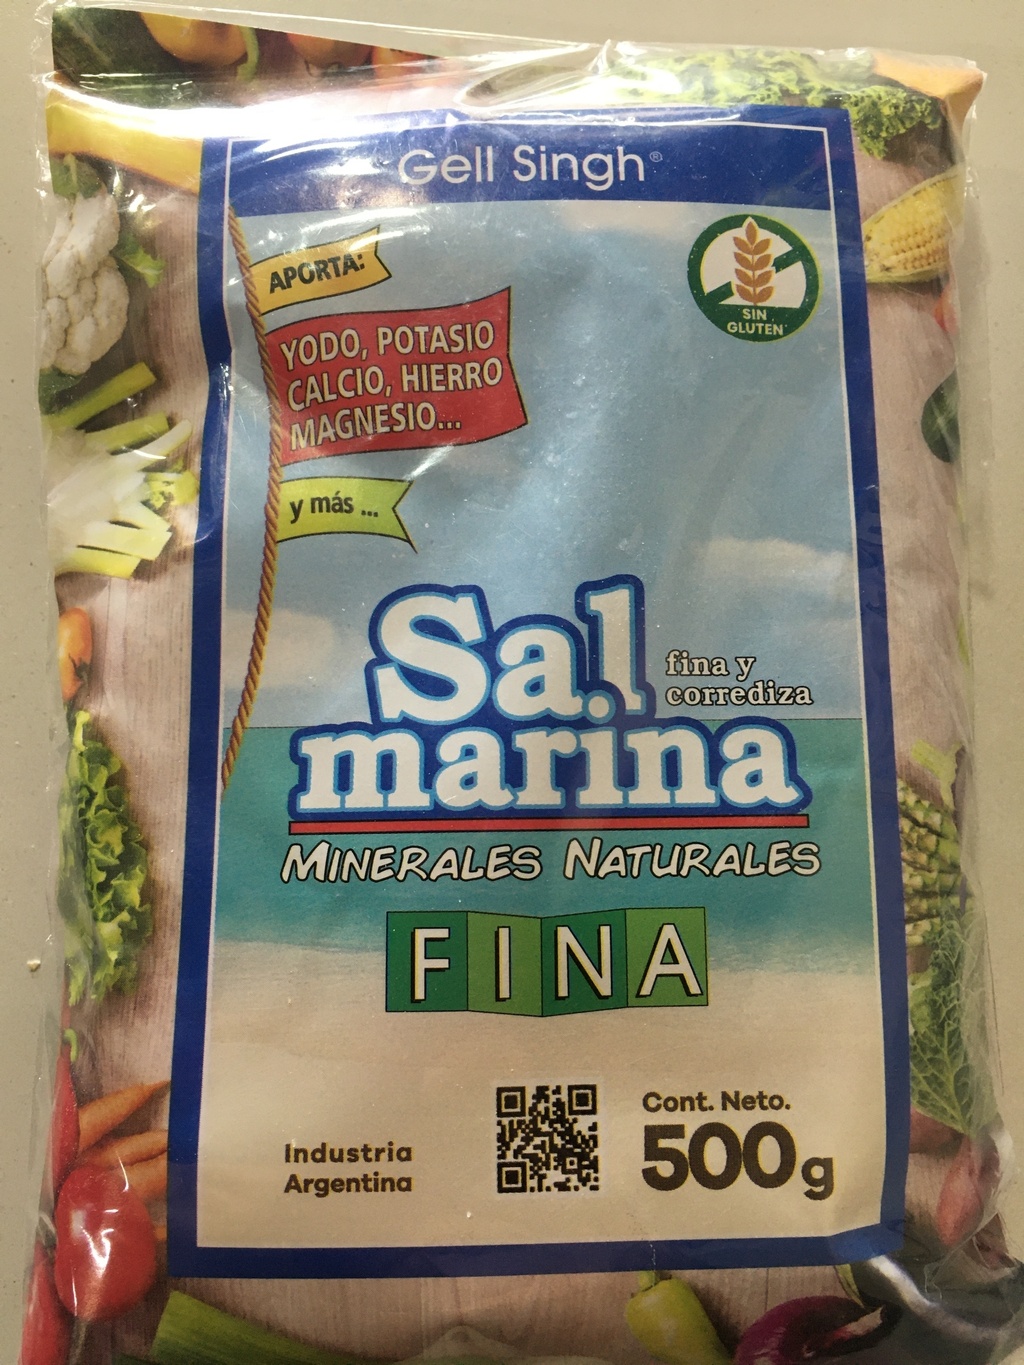 Gell Singh®
APORTA:
YODO, POTASIO
CALCIO, HIERRO
MAGNESIO...
y más ...
SIN
GLUTEN
Sal
fina y
corrediza
marina
MINERALES NATURALES
FINA
Industria
Argentina
Cont. Neto.
500g